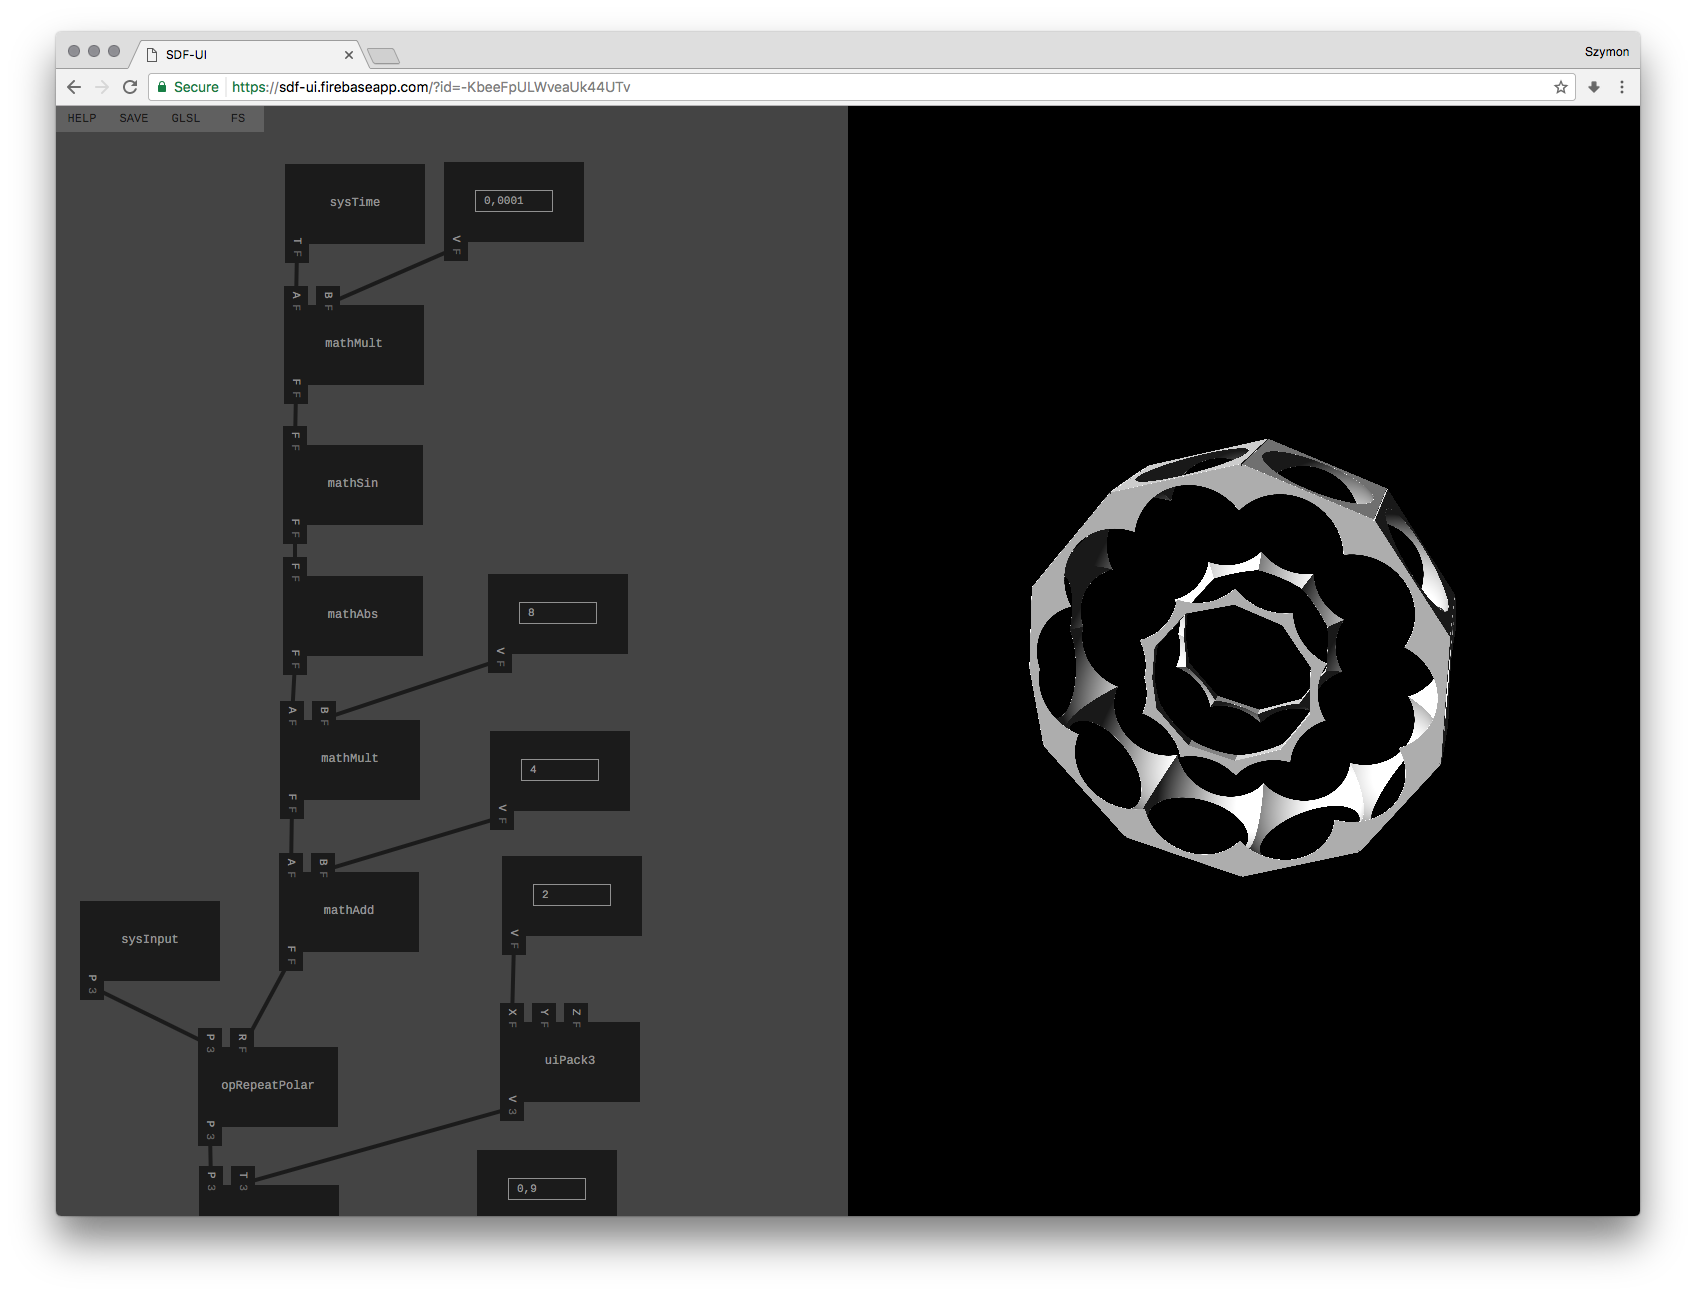 SDF-UI
Szymon
Secure https://sdf-ui.firebaseapp.com/?id=-KbeeFpULWveaUk44UTv
HELP SAVE GLSL FS
sysTime
T F
0,0001
V F
A F B F
mathMult
F F
F F
mathSin
F F
F F
mathAbs
F F
8
V F
A F B F
mathMult
F F
4
V F
A F B F
mathAdd
F F
2
V F
sysInput
P 3
X F Y F Z F
uiPack3
V 3
P 3 R F
opRepeatPolar
P 3
P 3 T 3
0,9